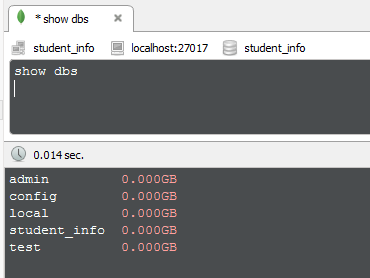 * show dbs
student_info localhost:27017 student_info
show dbs
0.014 sec.
admin 0.000GB
config 0.000GB
local 0.000GB
student_info 0.000GB
test 0.000GB